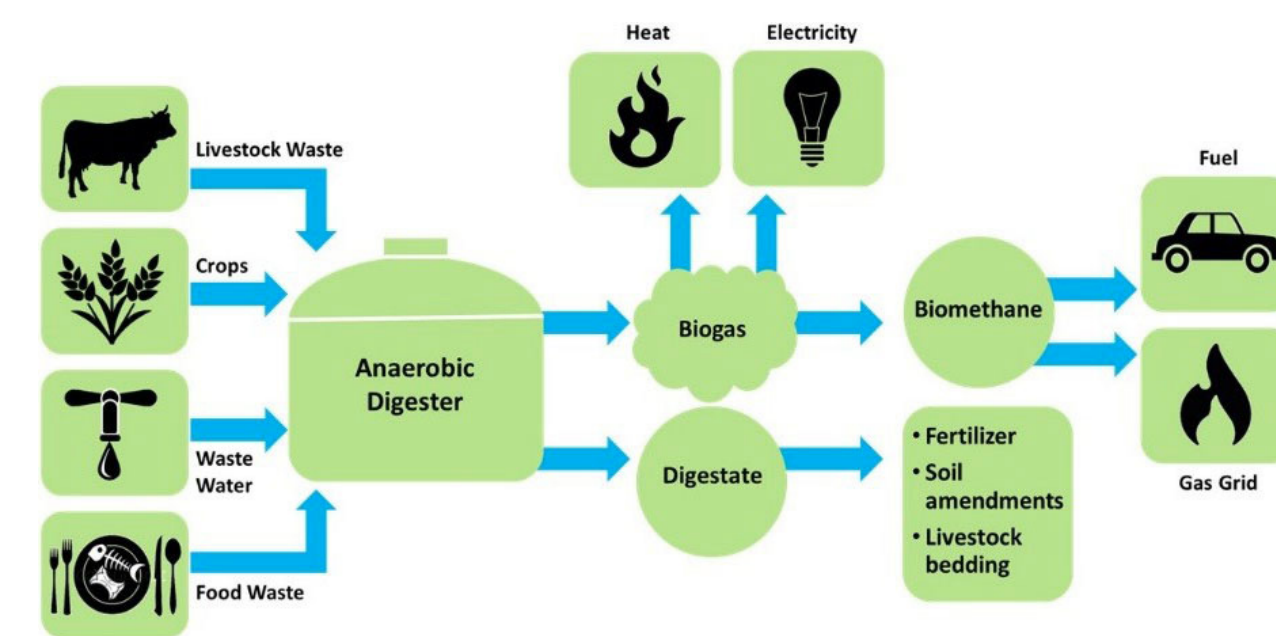 Heat
Electricity
Livestock Waste
Fuel
Crops
Biogas
Biomethane
Anaerobic
Digester
Waste
Water
Digestate
• Fertilizer
• Soil
amendments
• Livestock
bedding
Gas Grid
Food Waste